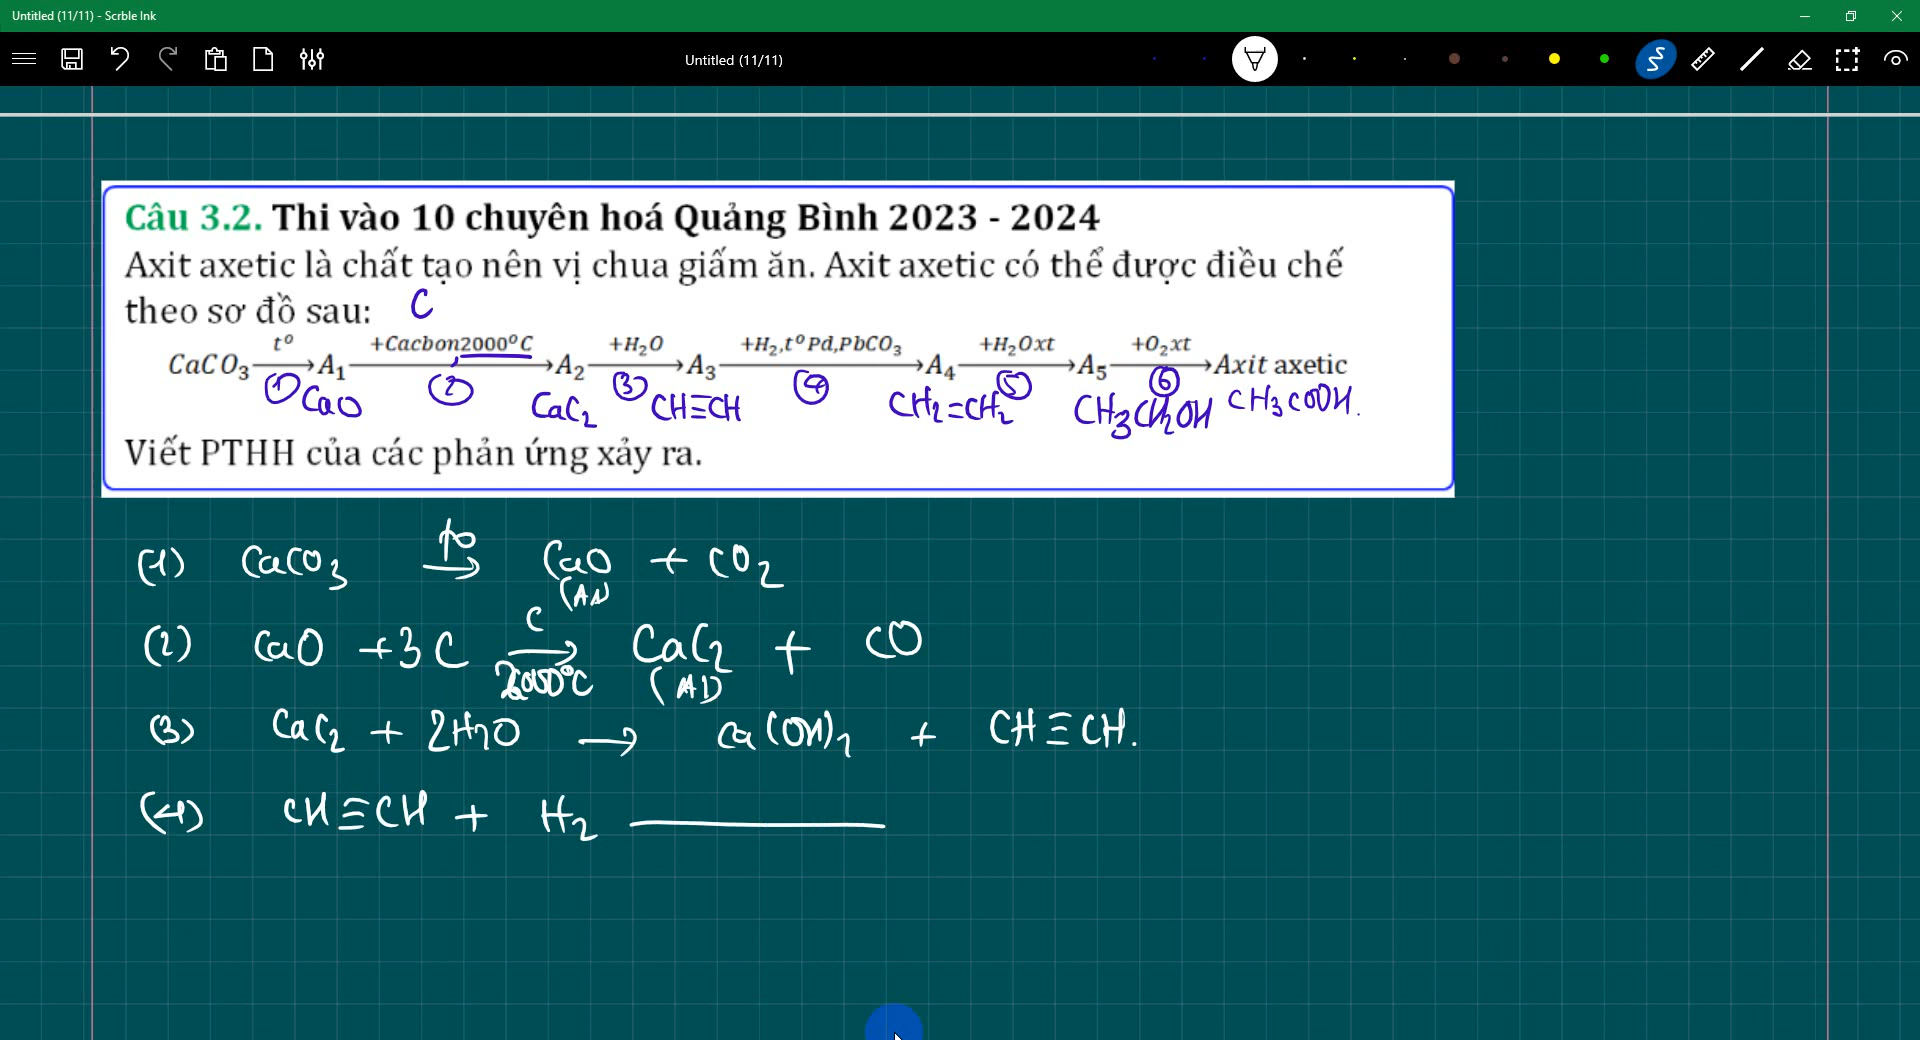 Untitled (11/11) - Scrble Ink
Untitled (11/11)
Câu 3.2. Thi vào 10 chuyên hoá Quảng Bình 2023 - 2024
Axit axetic là chất tạo nên vị chua giấm ăn. Axit axetic có thể được điều chế
theo sơ đồ sau: C
CaCO₃ —t°→ A₁ —+Cacbon2000°C→ A₂ —+H₂O→ A₃ —+H₂,t°Pd,PbCO₃→ A₄ —+H₂Oxt→ A₅ —+O₂xt→ Axit axetic
① CaO ② CaC₂ ③ CH≡CH ④ CH₂=CH₂ ⑤ CH₃CH₂OH ⑥ CH₃COOH.
Viết PTHH của các phản ứng xảy ra.
(1) CaCO₃ —t°→ CaO + CO₂
(A1)
(2) CaO + 3C —C→ CaC₂ + CO
2000°C (A1)
(3) CaC₂ + 2H₂O → Ca(OH)₂ + CH≡CH.
(4) CH≡CH + H₂ —